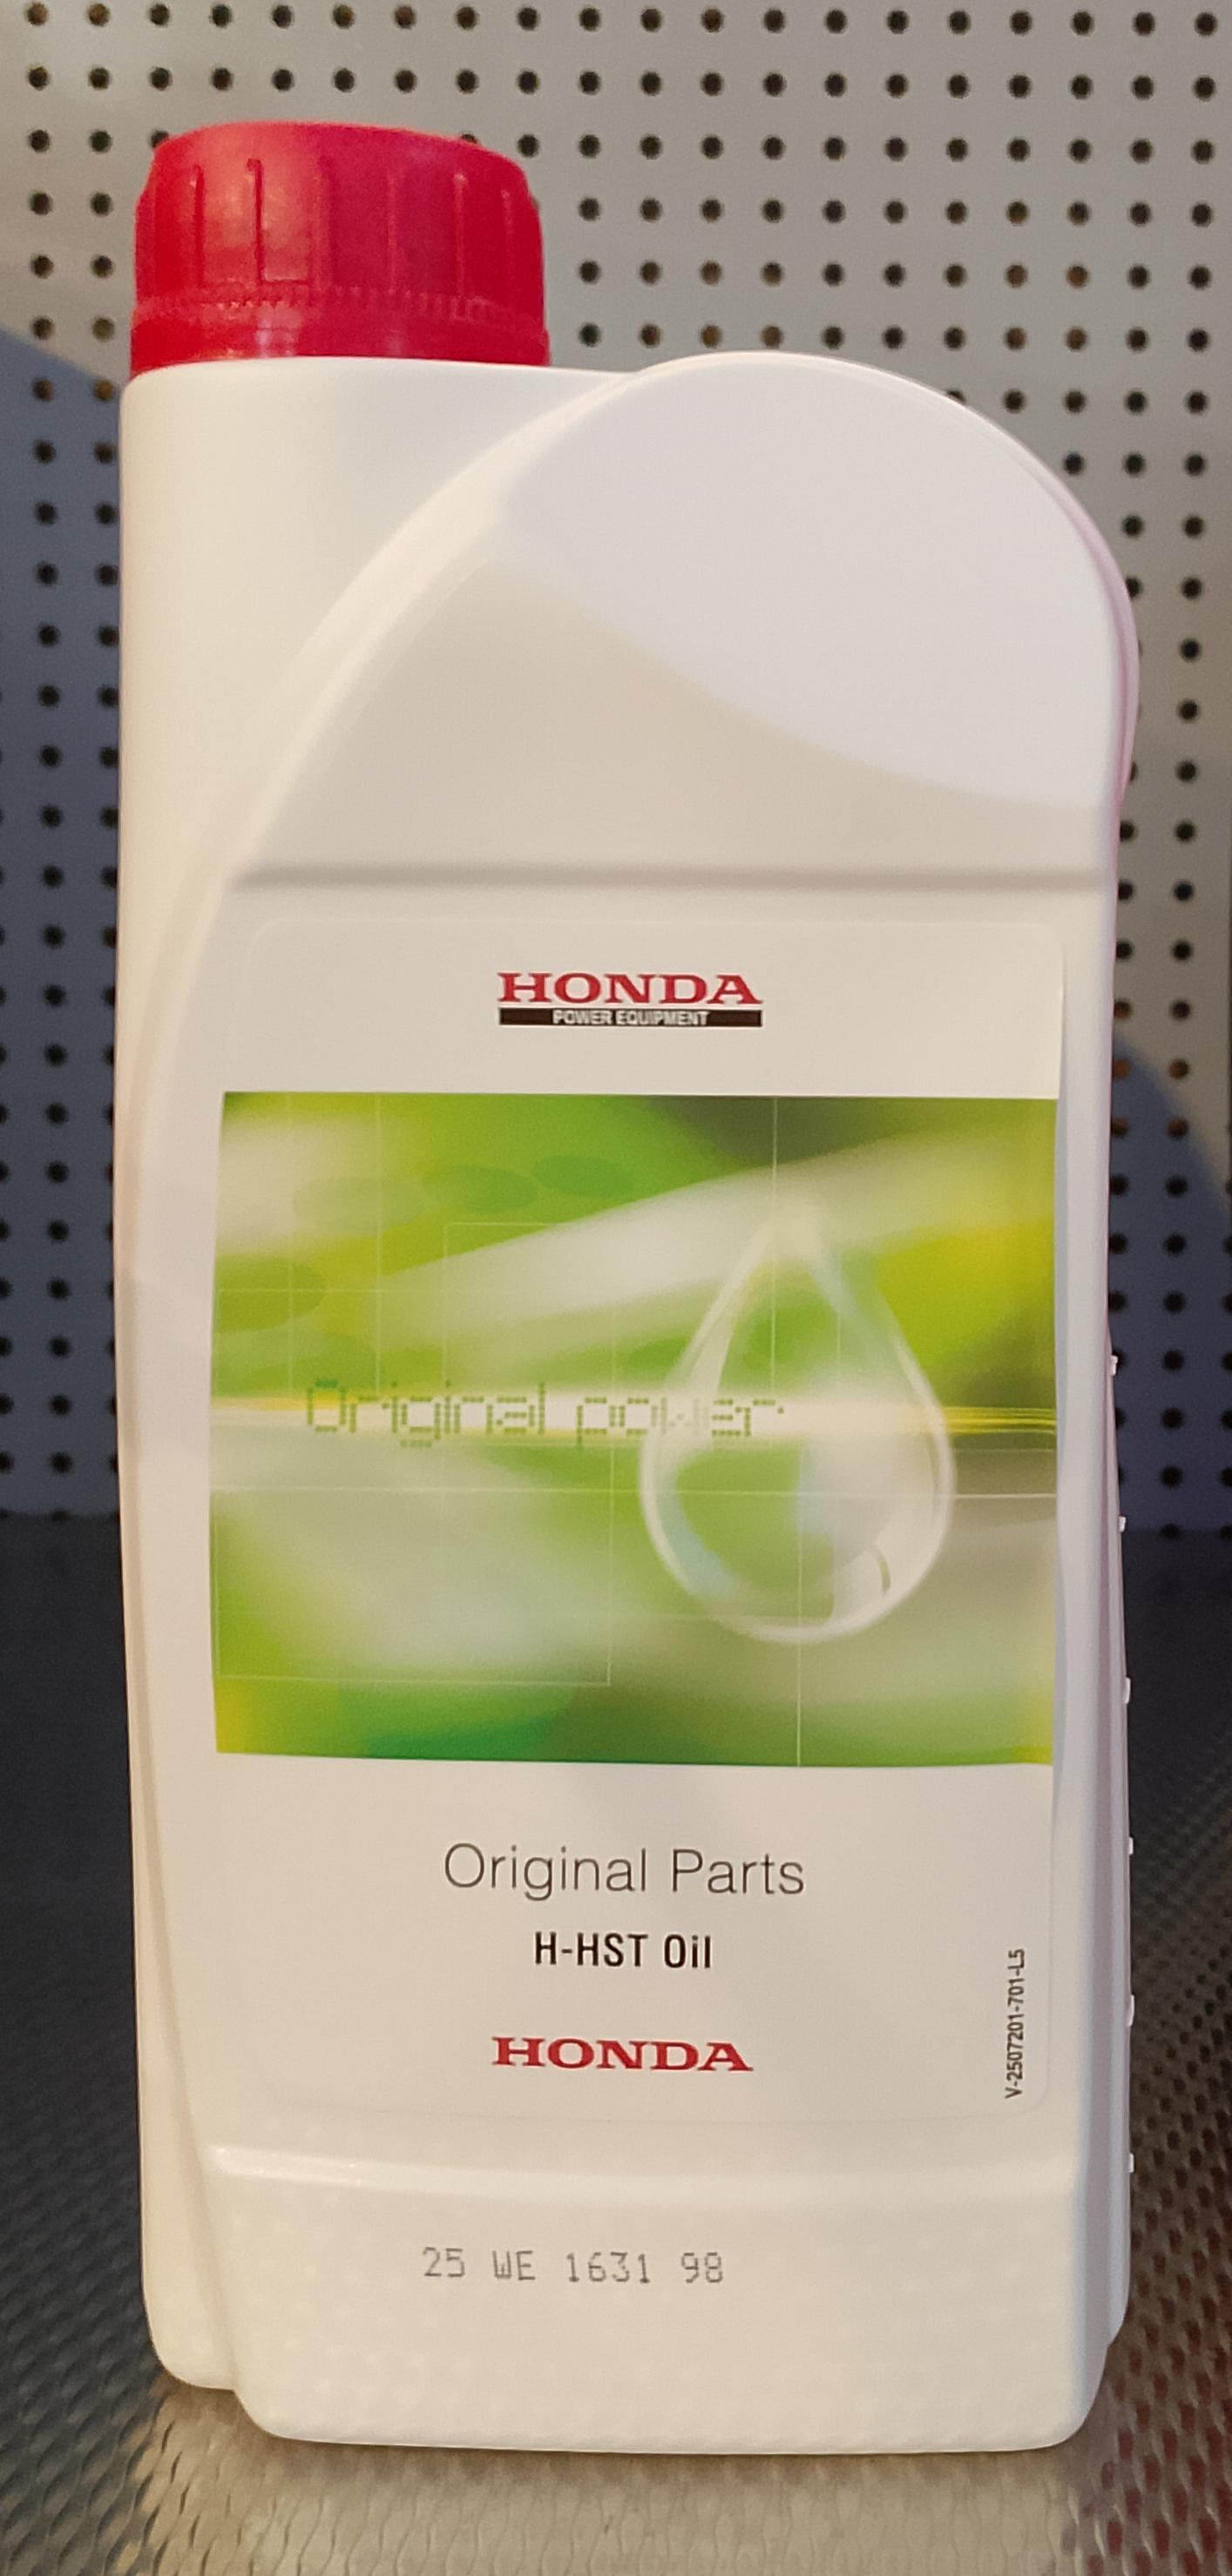 HONDA
POWER EQUIPMENT
Original power
Original Parts
H-HST Oil
HONDA
V-2507201-701-L5
25 WE 1631 98